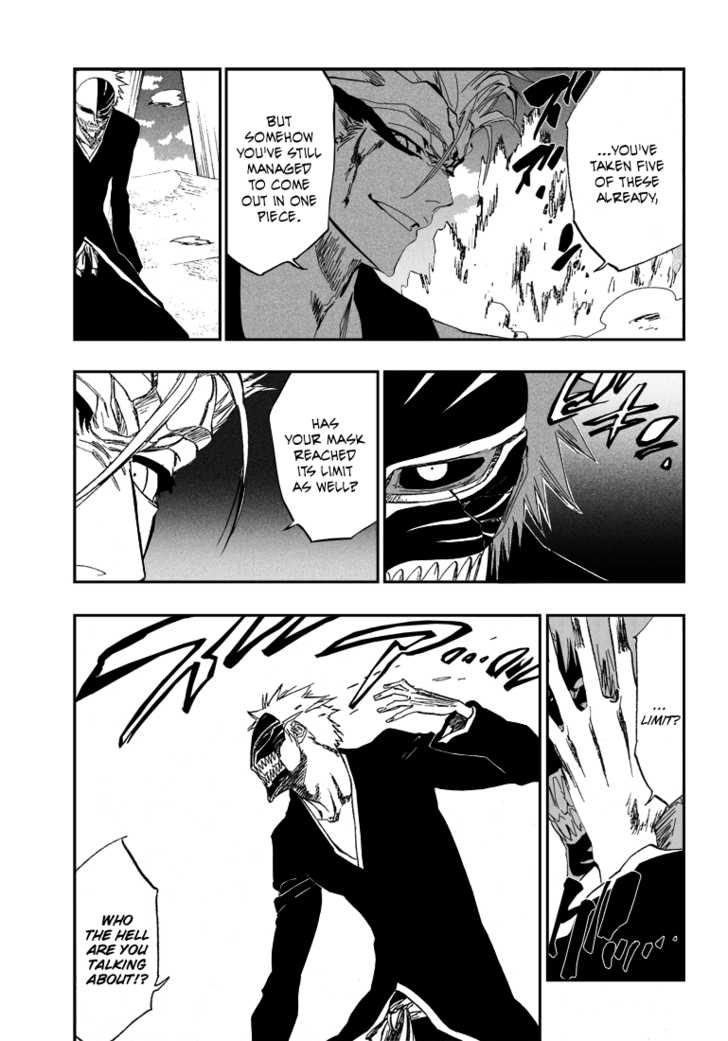 ...YOU'VE
TAKEN FIVE
OF THESE
ALREADY,
BUT
SOMEHOW
YOU'VE STILL
MANAGED
TO COME
OUT IN ONE
PIECE.
HAS
YOUR MASK
REACHED
ITS LIMIT
AS WELL?
...
LIMIT?
WHO
THE HELL
ARE YOU
TALKING
ABOUT!?